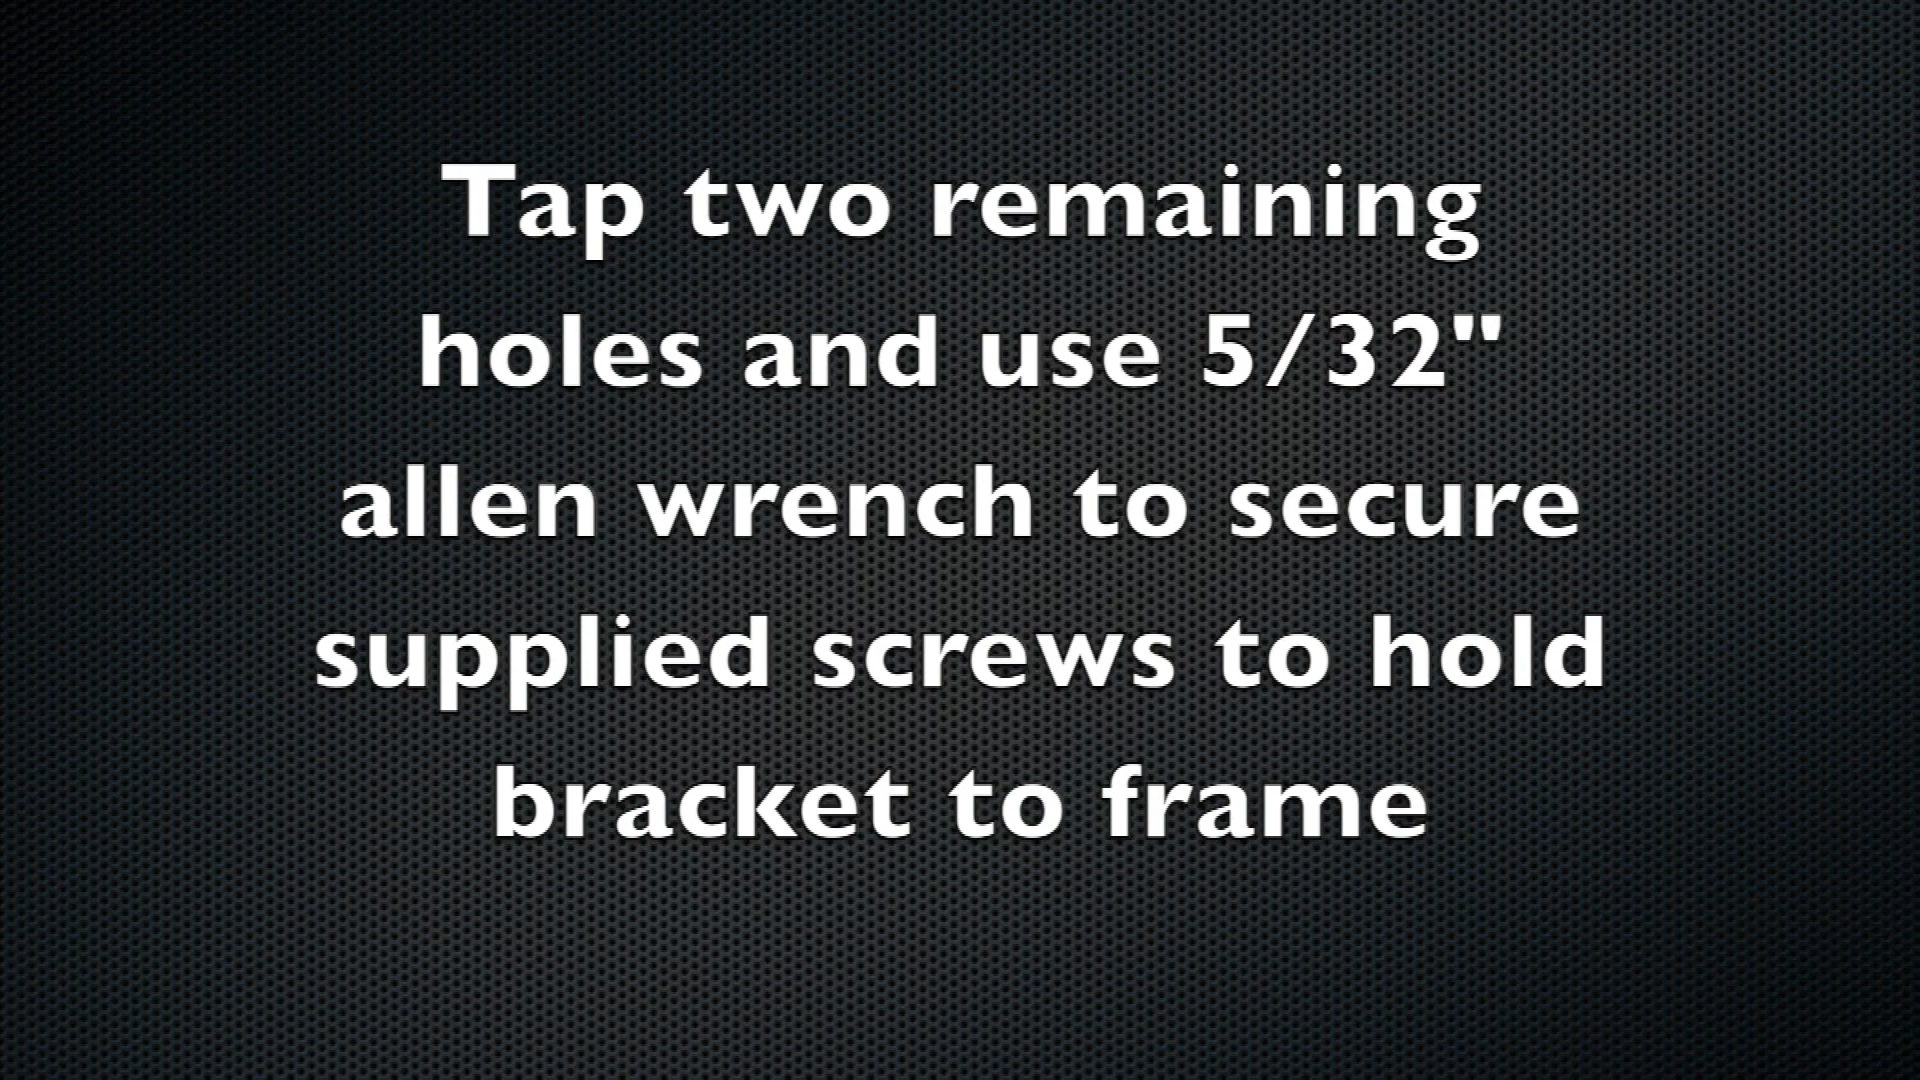 Tap two remaining
holes and use 5/32"
allen wrench to secure
supplied screws to hold
bracket to frame